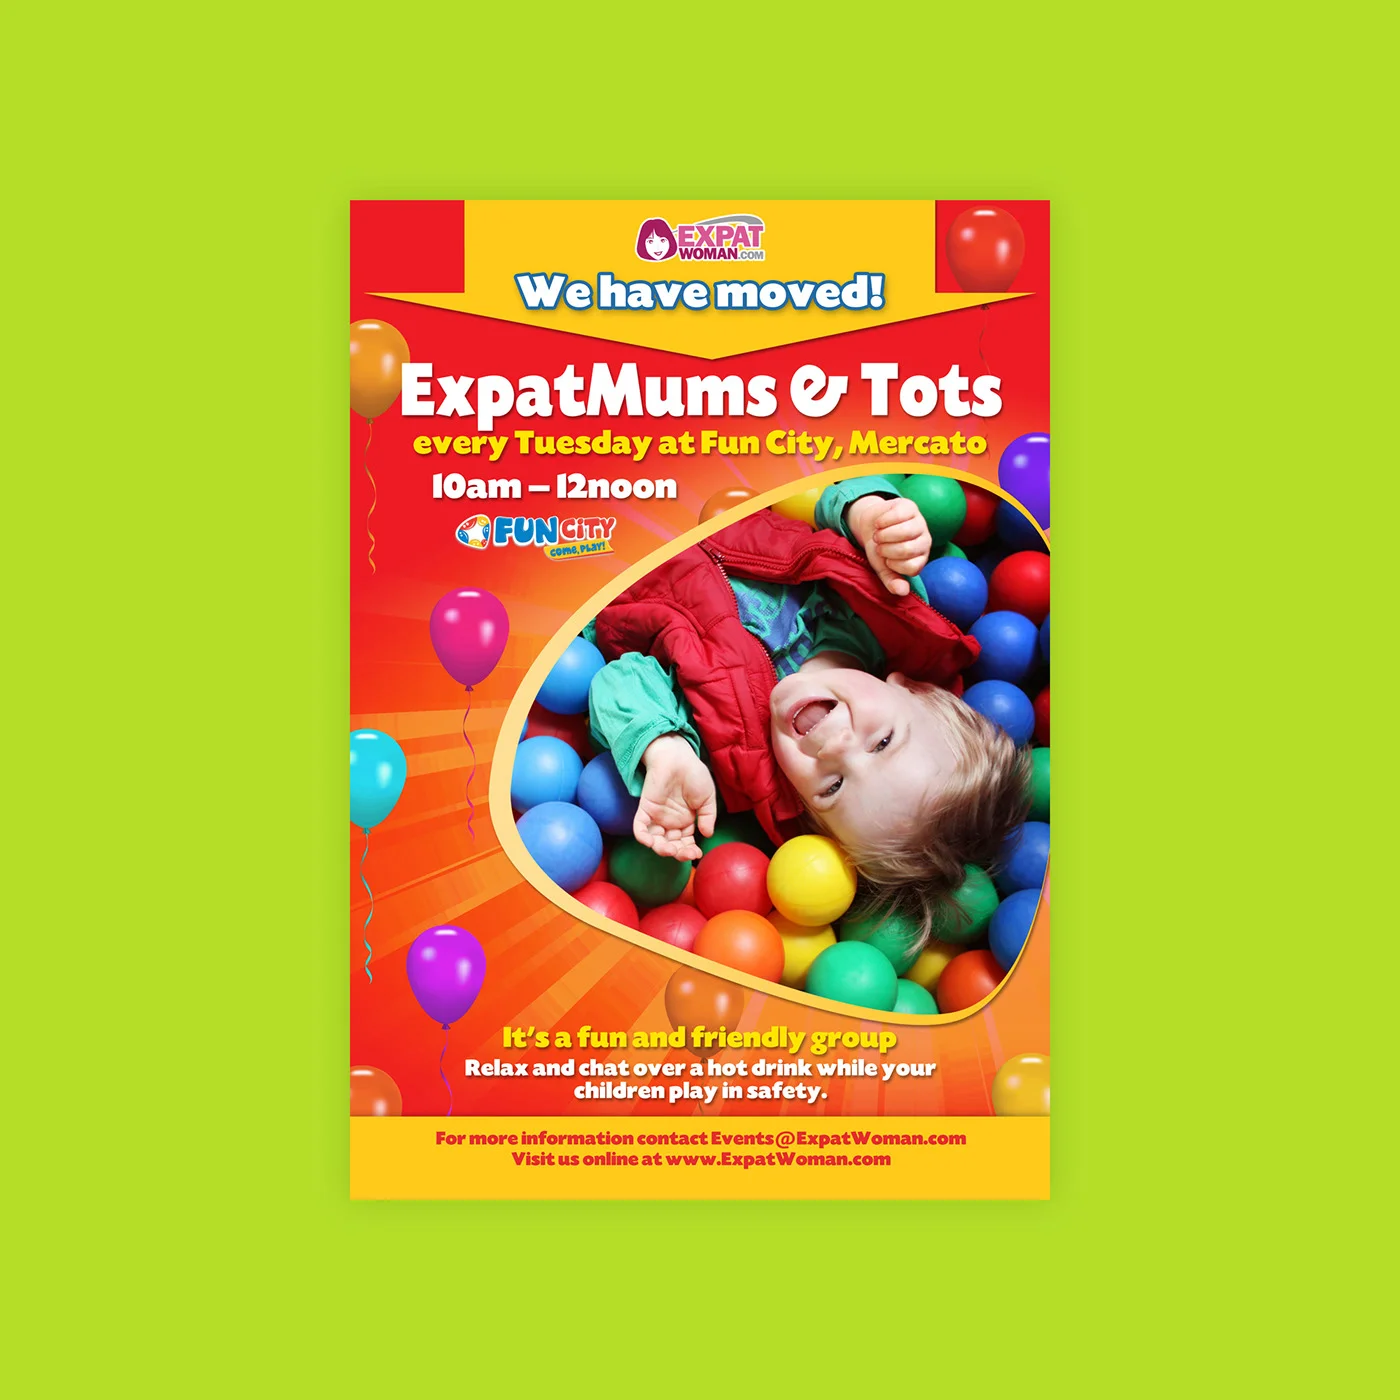 EXPAT
WOMAN.COM
We have moved!
ExpatMums & Tots
every Tuesday at Fun City, Mercato
10am – 12noon
FUN CITY
COME, PLAY!
It's a fun and friendly group
Relax and chat over a hot drink while your
children play in safety.
For more information contact Events@ExpatWoman.com
Visit us online at www.ExpatWoman.com